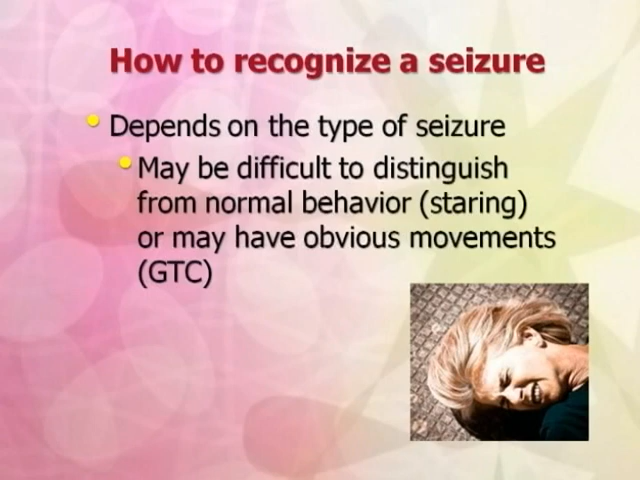 How to recognize a seizure
Depends on the type of seizure
May be difficult to distinguish
from normal behavior (staring)
or may have obvious movements
(GTC)